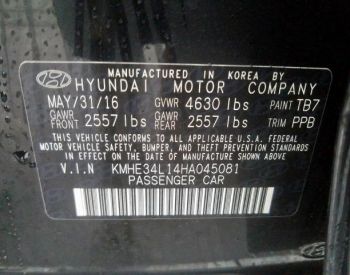 MANUFACTURED IN KOREA BY
HYUNDAI MOTOR COMPANY
MAY/31/16 GVWR 4630 lbs PAINT TB7
GAWR FRONT 2557 lbs GAWR REAR 2557 lbs TRIM PPB
THIS VEHICLE CONFORMS TO ALL APPLICABLE U.S.A. FEDERAL
MOTOR VEHICLE SAFETY, BUMPER, AND THEFT PREVENTION
STANDARDS IN EFFECT ON THE DATE OF MANUFACTURE SHOWN ABOVE.
V.I.N KMHE34L14HA045081
PASSENGER CAR